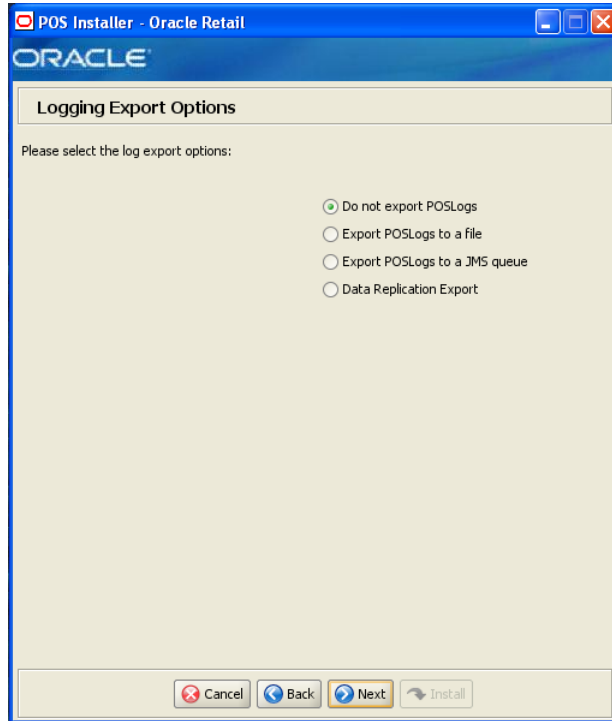 POS Installer - Oracle Retail
ORACLE
Logging Export Options
Please select the log export options:
Do not export POSLogs
Export POSLogs to a file
Export POSLogs to a JMS queue
Data Replication Export
Cancel Back Next Install